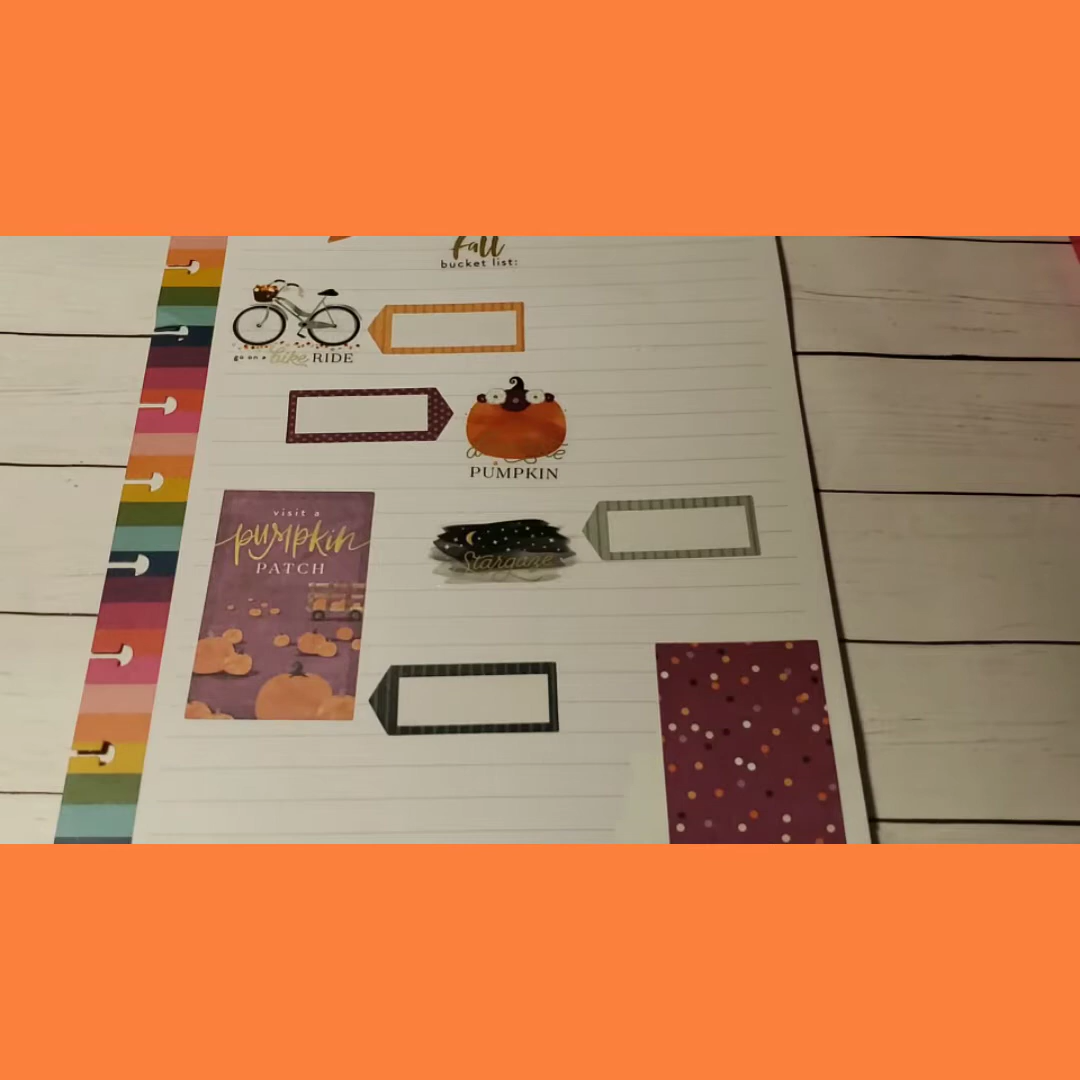 fall
bucket list:
go on a bike RIDE
PUMPKIN
visit a
pumpkin
PATCH
Stargaze